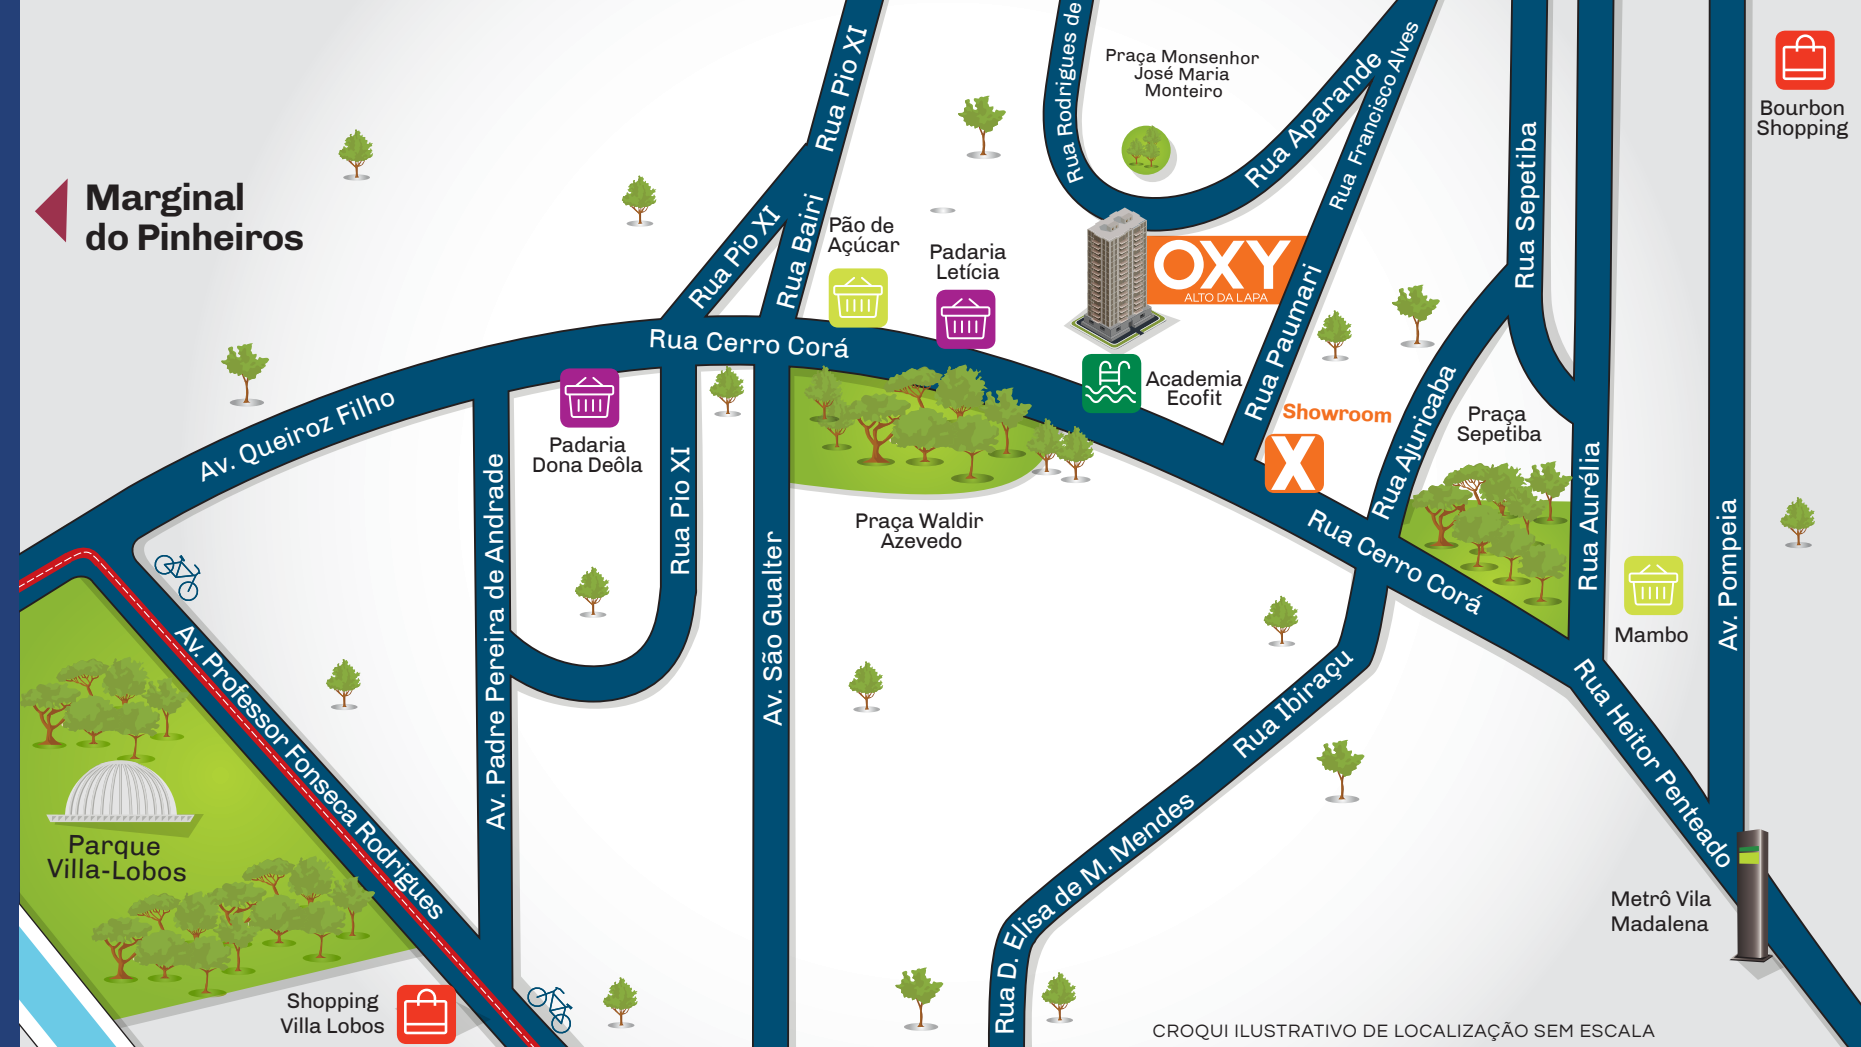 Rua Pio XI
Rua Rodrigues de
Praça Monsenhor
José Maria
Monteiro
Rua Aparande
Rua Francisco Alves
Rua Sepetiba
Bourbon
Shopping
Marginal
do Pinheiros
Rua Pio XI
Rua Bairi
Pão de
Açúcar
Padaria
Letícia
OXY
ALTO DA LAPA
Rua Paumari
Rua Cerro Corá
Academia
Ecofit
Showroom
X
Rua Ajuricaba
Praça
Sepetiba
Av. Queiroz Filho
Padaria
Dona Deôla
Rua Pio XI
Av. Padre Pereira de Andrade
Av. São Gualter
Praça Waldir
Azevedo
Rua Cerro Corá
Rua Aurélia
Av. Pompeia
Mambo
Av. Professor Fonseca Rodrigues
Rua Ibiraçu
Rua Heitor Penteado
Rua D. Elisa de M. Mendes
Parque
Villa-Lobos
Metrô Vila
Madalena
Shopping
Villa Lobos
CROQUI ILUSTRATIVO DE LOCALIZAÇÃO SEM ESCALA